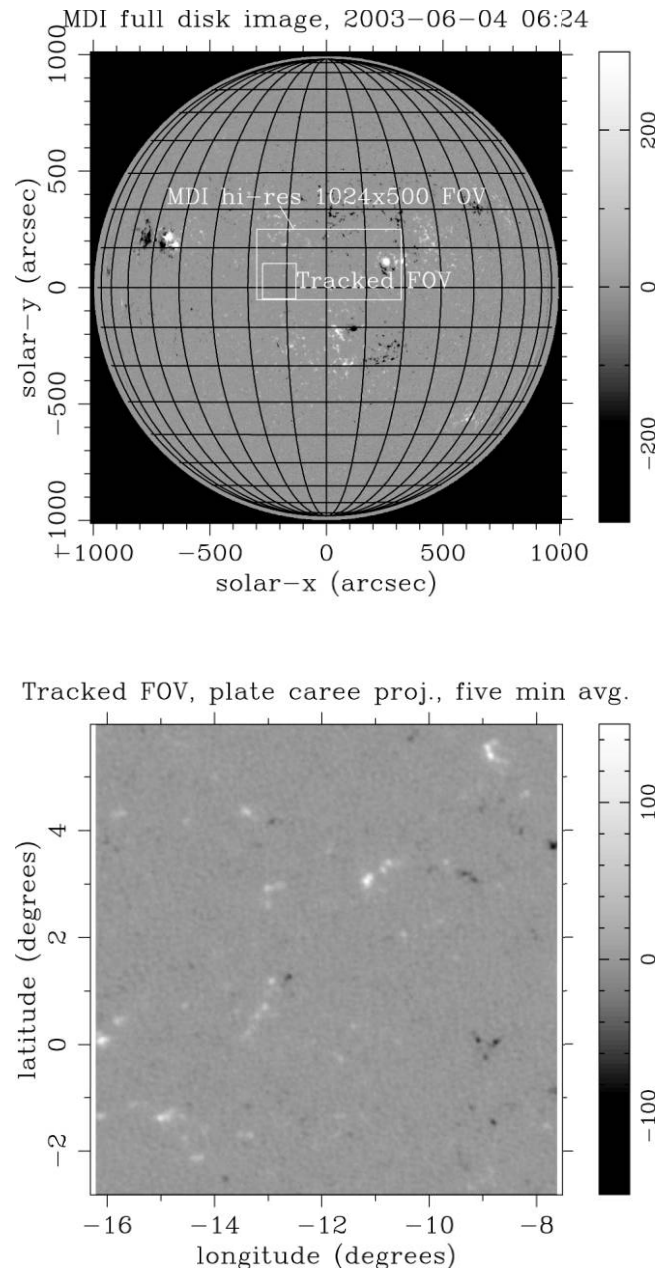 MDI full disk image, 2003-06-04 06:24
1000
500
0
−500
+1000
solar-y (arcsec)
MDI hi-res 1024x500 FOV
Tracked FOV
200
0
−200
+1000 −500 0 500 1000
solar-x (arcsec)
Tracked FOV, plate caree proj., five min avg.
4
2
0
−2
latitude (degrees)
100
0
−100
−16 −14 −12 −10 −8
longitude (degrees)